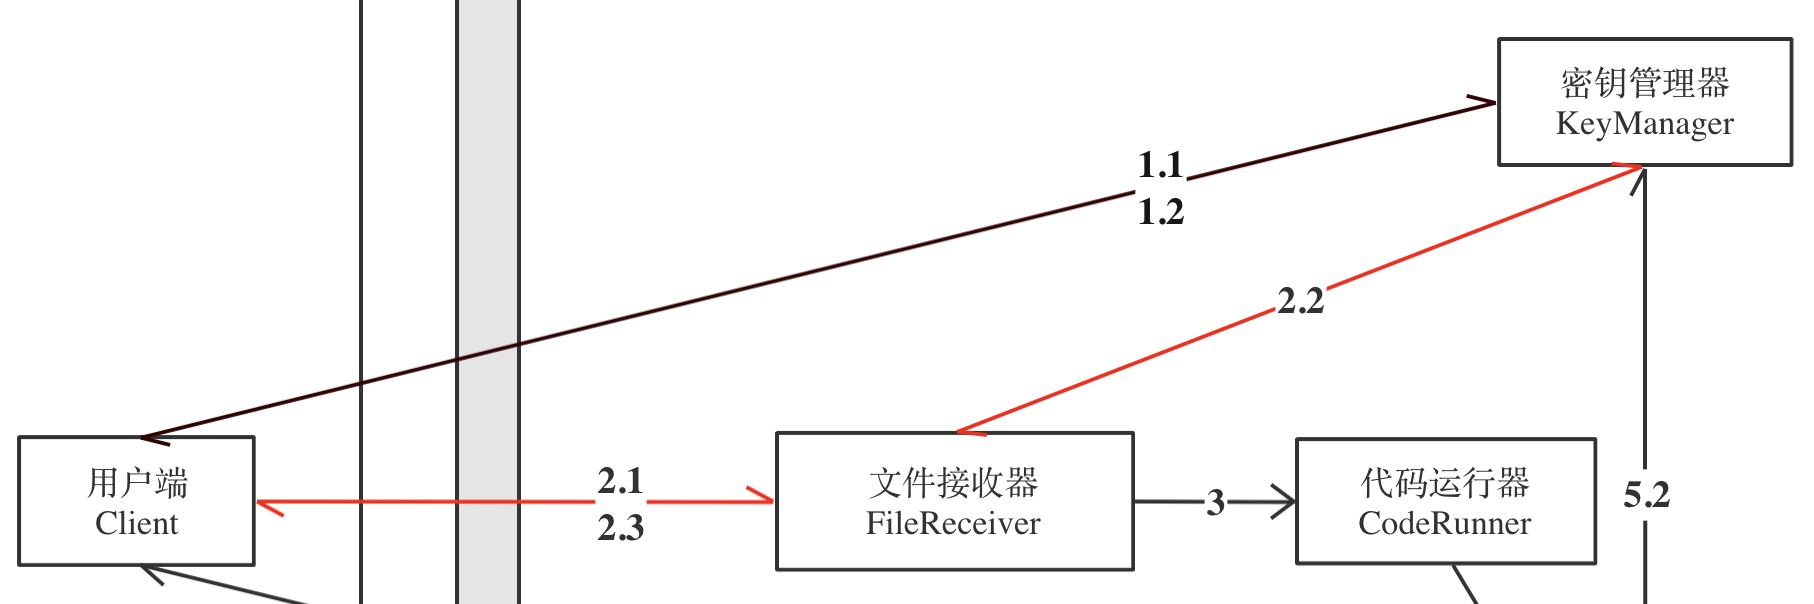 密钥管理器
KeyManager
1.1
1.2
2.2
用户端
Client
2.1
2.3
文件接收器
FileReceiver
3
代码运行器
CodeRunner
5.2